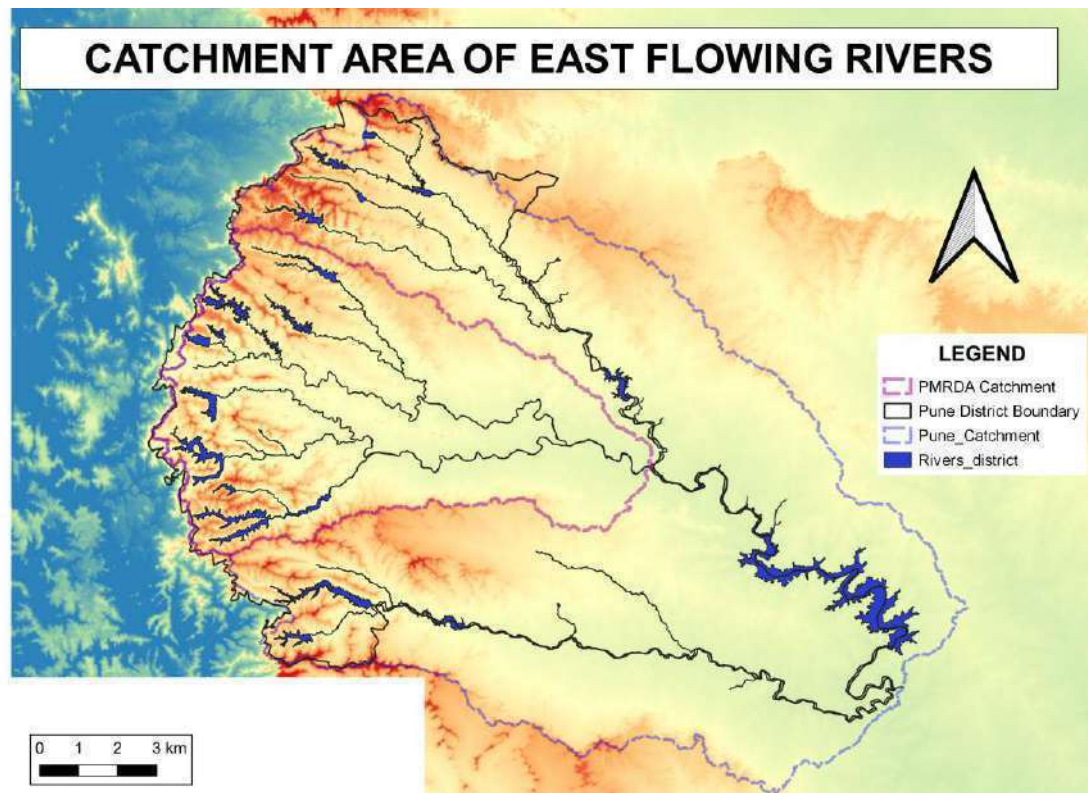 CATCHMENT AREA OF EAST FLOWING RIVERS
LEGEND
PMRDA Catchment
Pune District Boundary
Pune_Catchment
Rivers_district
0 1 2 3 km